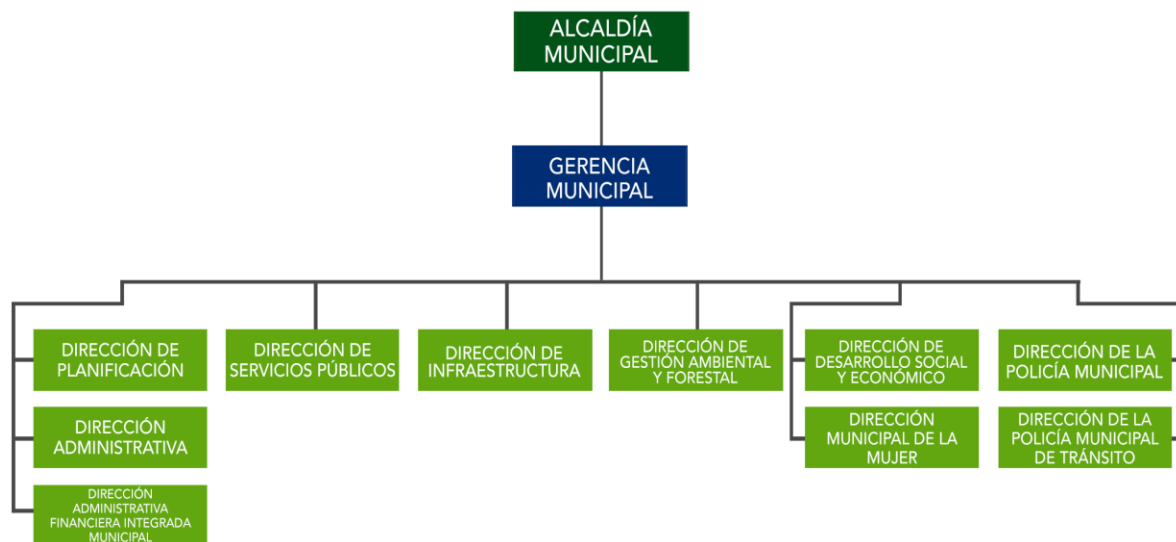 ALCALDÍA
MUNICIPAL
GERENCIA
MUNICIPAL
DIRECCIÓN DE
PLANIFICACIÓN
DIRECCIÓN DE
SERVICIOS PÚBLICOS
DIRECCIÓN DE
INFRAESTRUCTURA
DIRECCIÓN DE
GESTIÓN AMBIENTAL
Y FORESTAL
DIRECCIÓN DE
DESARROLLO SOCIAL
Y ECONÓMICO
DIRECCIÓN DE LA
POLICÍA MUNICIPAL
DIRECCIÓN
ADMINISTRATIVA
DIRECCIÓN
MUNICIPAL DE LA
MUJER
DIRECCIÓN DE LA
POLICÍA MUNICIPAL
DE TRÁNSITO
DIRECCIÓN
ADMINISTRATIVA
FINANCIERA INTEGRADA
MUNICIPAL